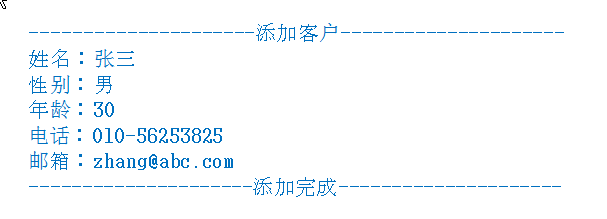 ---------------------添加客户---------------------
姓名：张三
性别：男
年龄：30
电话：010-56253825
邮箱：zhang@abc.com
---------------------添加完成---------------------